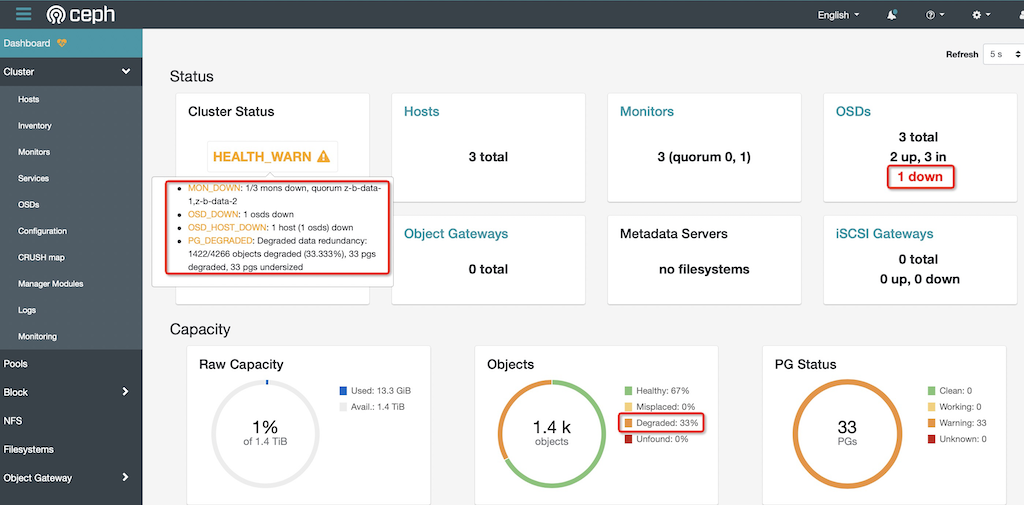 ceph
English
Dashboard
Refresh
5 s
Cluster
Hosts
Inventory
Monitors
Services
OSDs
Configuration
CRUSH map
Manager Modules
Logs
Monitoring
Pools
Block
NFS
Filesystems
Object Gateway
Status
Cluster Status
HEALTH_WARN
MON_DOWN: 1/3 mons down, quorum z-b-data-
1,z-b-data-2
OSD_DOWN: 1 osds down
OSD_HOST_DOWN: 1 host (1 osds) down
PG_DEGRADED: Degraded data redundancy:
1422/4266 objects degraded (33.333%), 33 pgs
degraded, 33 pgs undersized
Hosts
3 total
Monitors
3 (quorum 0, 1)
OSDs
3 total
2 up, 3 in
1 down
Object Gateways
0 total
Metadata Servers
no filesystems
iSCSI Gateways
0 total
0 up, 0 down
Capacity
Raw Capacity
1%
of 1.4 TiB
Used: 13.3 GiB
Avail.: 1.4 TiB
Objects
1.4 k
objects
Healthy: 67%
Misplaced: 0%
Degraded: 33%
Unfound: 0%
PG Status
33
PGs
Clean: 0
Working: 0
Warning: 33
Unknown: 0